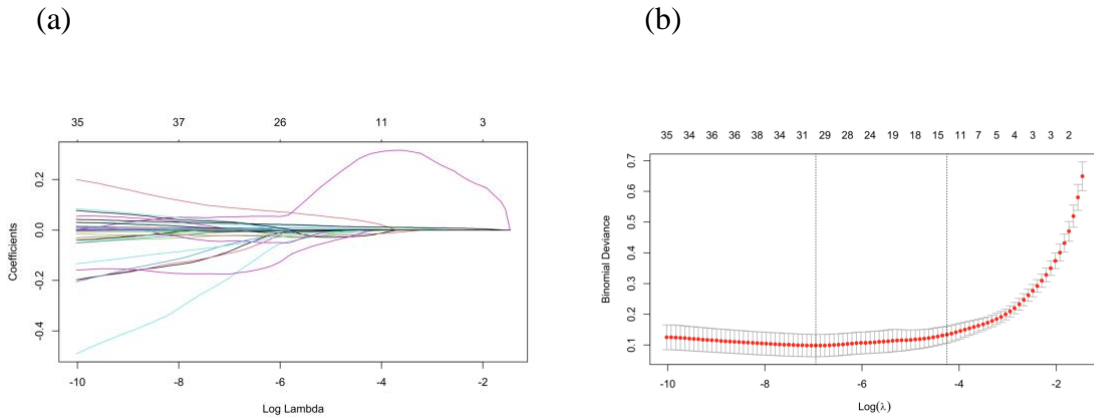 (a)
(b)
35 37 26 11 3
0.2
0.0
-0.2
-0.4
Coefficients
-10 -8 -6 -4 -2
Log Lambda
35 34 36 36 38 34 31 29 28 24 19 18 15 11 7 5 4 3 3 2
0.7
0.6
0.5
0.4
0.3
0.2
0.1
Binomial Deviance
-10 -8 -6 -4 -2
Log(λ)